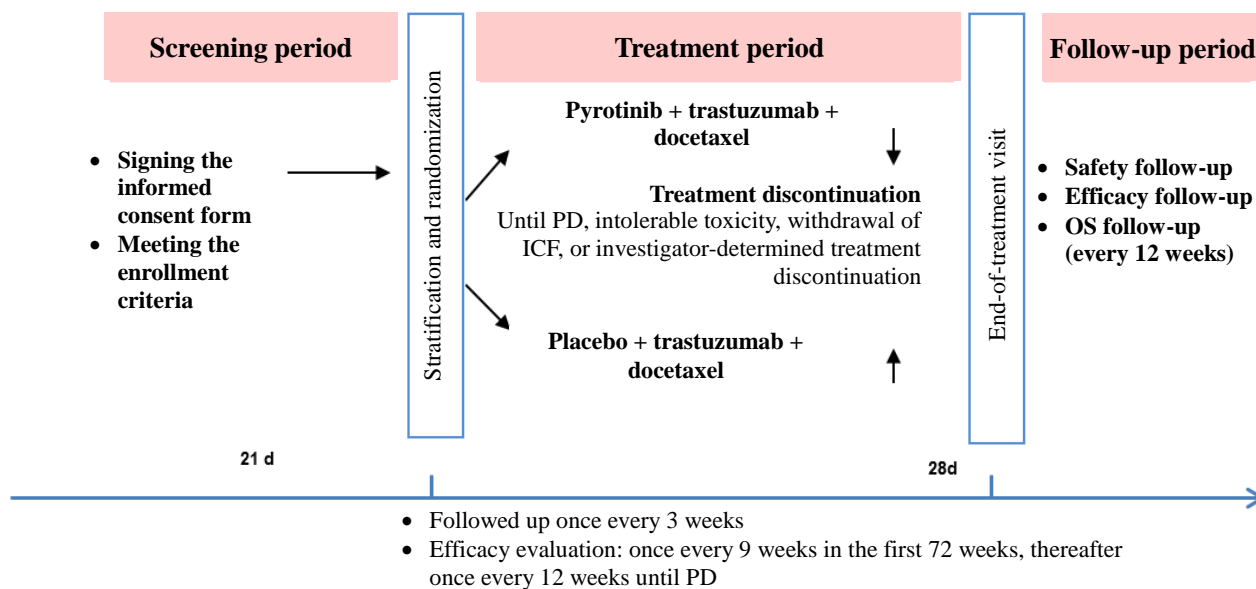 Screening period
Treatment period
Follow-up period
• Signing the
informed
consent form
• Meeting the
enrollment
criteria
Stratification and randomization
Pyrotinib + trastuzumab +
docetaxel
Treatment discontinuation
Until PD, intolerable toxicity, withdrawal of
ICF, or investigator-determined treatment
discontinuation
Placebo + trastuzumab +
docetaxel
End-of-treatment visit
• Safety follow-up
• Efficacy follow-up
• OS follow-up
(every 12 weeks)
21 d
28d
• Followed up once every 3 weeks
• Efficacy evaluation: once every 9 weeks in the first 72 weeks, thereafter
once every 12 weeks until PD